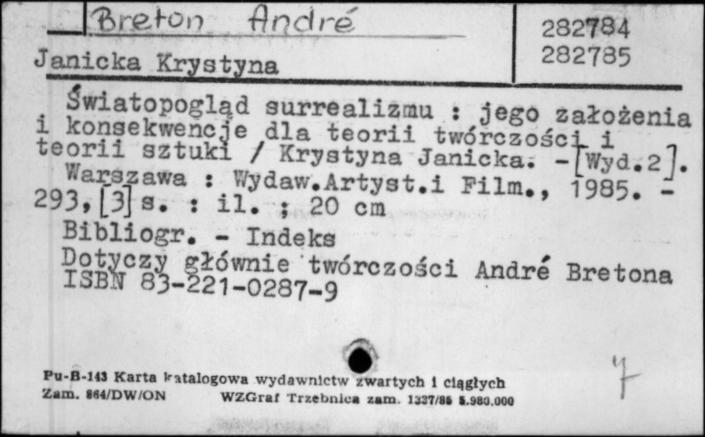 Breton André
282784
282785
Janicka Krystyna
Światopogląd surrealizmu : jego założenia
i konsekwencje dla teorii twórczości i
teorii sztuki / Krystyna Janicka. -[Wyd.2].
Warszawa : Wydaw.Artyst.i Film., 1985. -
293,[3]s. : il. ; 20 cm
Bibliogr. - Indeks
Dotyczy głównie twórczości André Bretona
ISBN 83-221-0287-9
7
Pu-B-143 Karta katalogowa wydawnictw zwartych i ciągłych
Zam. 864/DW/ON WZGraf Trzebnica zam. 1327/86 5.980.000